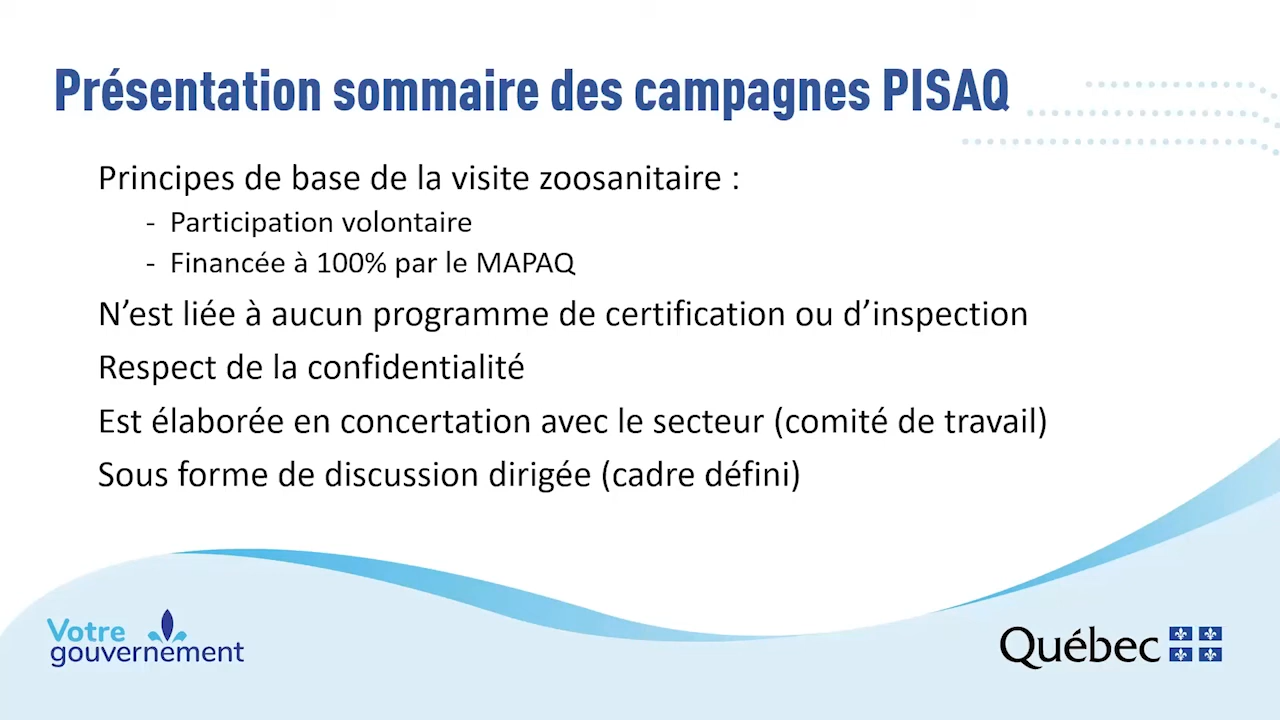 Présentation sommaire des campagnes PISAQ
Principes de base de la visite zoosanitaire :
- Participation volontaire
- Financée à 100% par le MAPAQ
N’est liée à aucun programme de certification ou d’inspection
Respect de la confidentialité
Est élaborée en concertation avec le secteur (comité de travail)
Sous forme de discussion dirigée (cadre défini)
Votre
gouvernement
Québec